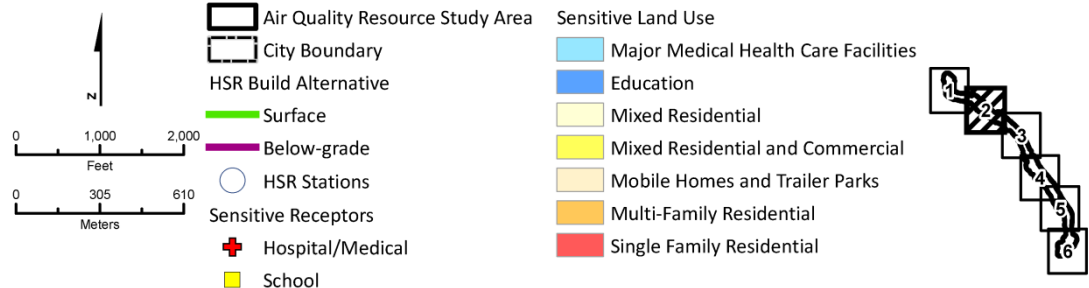 N
0 1,000 2,000
Feet
0 305 610
Meters
Air Quality Resource Study Area
City Boundary
HSR Build Alternative
Surface
Below-grade
HSR Stations
Sensitive Receptors
Hospital/Medical
School
Sensitive Land Use
Major Medical Health Care Facilities
Education
Mixed Residential
Mixed Residential and Commercial
Mobile Homes and Trailer Parks
Multi-Family Residential
Single Family Residential
1
2
3
4
5
6